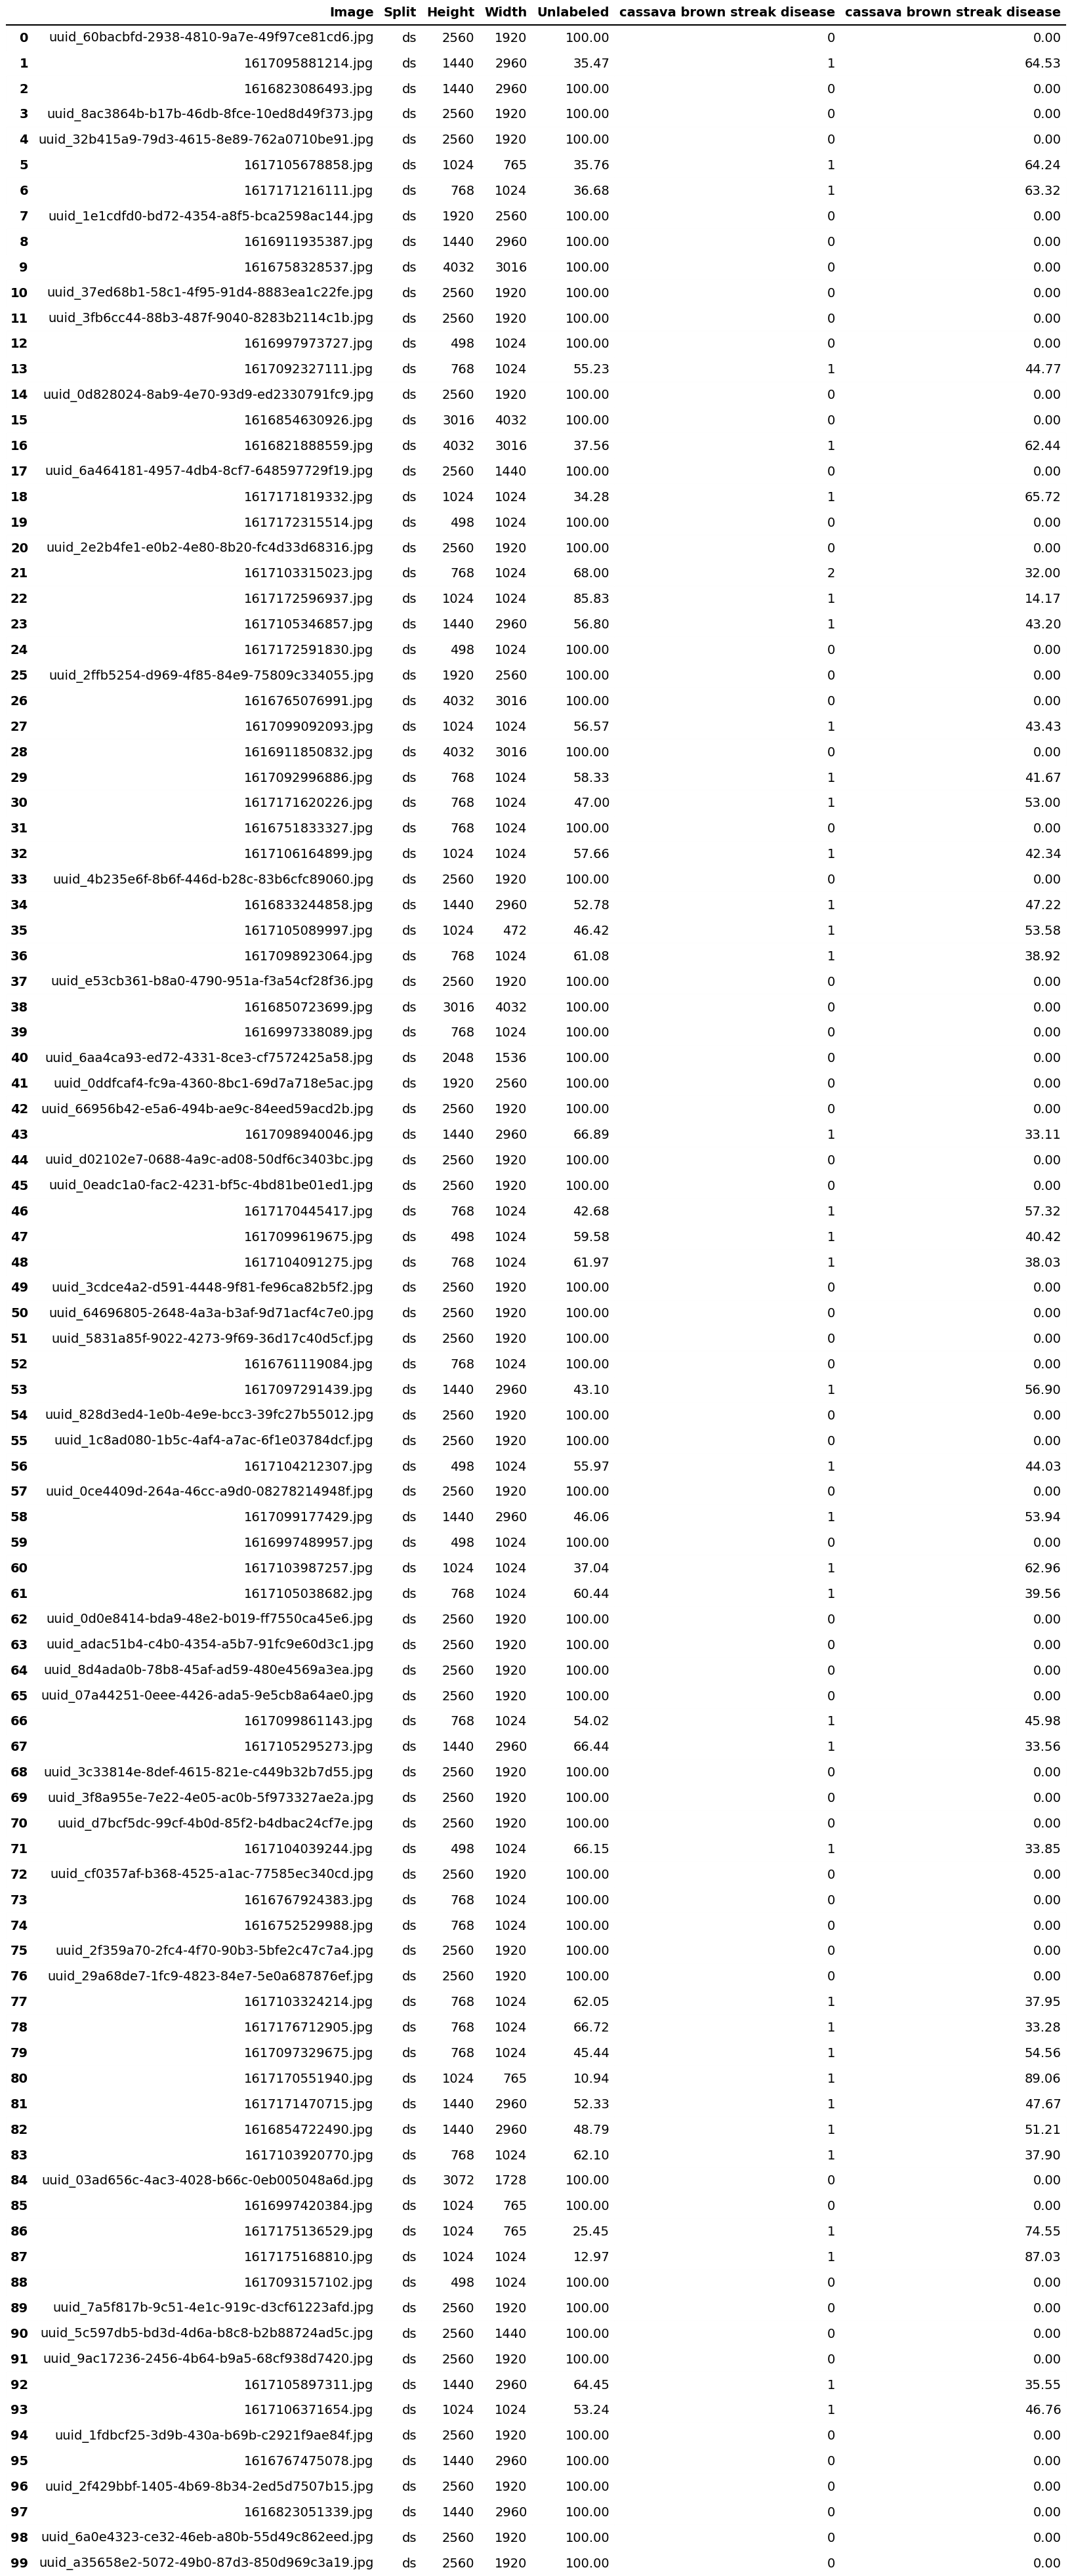 Image Split Height Width Unlabeled cassava brown streak disease cassava brown streak disease
0 uuid_60bacbfd-2938-4810-9a7e-49f97ce81cd6.jpg ds 2560 1920 100.00 0 0.00
1 1617095881214.jpg ds 1440 2960 35.47 1 64.53
2 1616823086493.jpg ds 1440 2960 100.00 0 0.00
3 uuid_8ac3864b-b17b-46db-8fce-10ed8d49f373.jpg ds 2560 1920 100.00 0 0.00
4 uuid_32b415a9-79d3-4615-8e89-762a0710be91.jpg ds 2560 1920 100.00 0 0.00
5 1617105678858.jpg ds 1024 765 35.76 1 64.24
6 1617171216111.jpg ds 768 1024 36.68 1 63.32
7 uuid_1e1cdfd0-bd72-4354-a8f5-bca2598ac144.jpg ds 1920 2560 100.00 0 0.00
8 1616911935387.jpg ds 1440 2960 100.00 0 0.00
9 1616758328537.jpg ds 4032 3016 100.00 0 0.00
10 uuid_37ed68b1-58c1-4f95-91d4-8883ea1c22fe.jpg ds 2560 1920 100.00 0 0.00
11 uuid_3fb6cc44-88b3-487f-9040-8283b2114c1b.jpg ds 2560 1920 100.00 0 0.00
12 1616997973727.jpg ds 498 1024 100.00 0 0.00
13 1617092327111.jpg ds 768 1024 55.23 1 44.77
14 uuid_0d828024-8ab9-4e70-93d9-ed2330791fc9.jpg ds 2560 1920 100.00 0 0.00
15 1616854630926.jpg ds 3016 4032 100.00 0 0.00
16 1616821888559.jpg ds 4032 3016 37.56 1 62.44
17 uuid_6a464181-4957-4db4-8cf7-648597729f19.jpg ds 2560 1440 100.00 0 0.00
18 1617171819332.jpg ds 1024 1024 34.28 1 65.72
19 1617172315514.jpg ds 498 1024 100.00 0 0.00
20 uuid_2e2b4fe1-e0b2-4e80-8b20-fc4d33d68316.jpg ds 2560 1920 100.00 0 0.00
21 1617103315023.jpg ds 768 1024 68.00 2 32.00
22 1617172596937.jpg ds 1024 1024 85.83 1 14.17
23 1617105346857.jpg ds 1440 2960 56.80 1 43.20
24 1617172591830.jpg ds 498 1024 100.00 0 0.00
25 uuid_2ffb5254-d969-4f85-84e9-75809c334055.jpg ds 1920 2560 100.00 0 0.00
26 1616765076991.jpg ds 4032 3016 100.00 0 0.00
27 1617099092093.jpg ds 1024 1024 56.57 1 43.43
28 1616911850832.jpg ds 4032 3016 100.00 0 0.00
29 1617092996886.jpg ds 768 1024 58.33 1 41.67
30 1617171620226.jpg ds 768 1024 47.00 1 53.00
31 1616751833327.jpg ds 768 1024 100.00 0 0.00
32 1617106164899.jpg ds 1024 1024 57.66 1 42.34
33 uuid_4b235e6f-8b6f-446d-b28c-83b6cfc89060.jpg ds 2560 1920 100.00 0 0.00
34 1616833244858.jpg ds 1440 2960 52.78 1 47.22
35 1617105089997.jpg ds 1024 472 46.42 1 53.58
36 1617098923064.jpg ds 768 1024 61.08 1 38.92
37 uuid_e53cb361-b8a0-4790-951a-f3a54cf28f36.jpg ds 2560 1920 100.00 0 0.00
38 1616850723699.jpg ds 3016 4032 100.00 0 0.00
39 1616997338089.jpg ds 768 1024 100.00 0 0.00
40 uuid_6aa4ca93-ed72-4331-8ce3-cf7572425a58.jpg ds 2048 1536 100.00 0 0.00
41 uuid_0ddfcaf4-fc9a-4360-8bc1-69d7a718e5ac.jpg ds 1920 2560 100.00 0 0.00
42 uuid_66956b42-e5a6-494b-ae9c-84eed59acd2b.jpg ds 2560 1920 100.00 0 0.00
43 1617098940046.jpg ds 1440 2960 66.89 1 33.11
44 uuid_d02102e7-0688-4a9c-ad08-50df6c3403bc.jpg ds 2560 1920 100.00 0 0.00
45 uuid_0eadc1a0-fac2-4231-bf5c-4bd81be01ed1.jpg ds 2560 1920 100.00 0 0.00
46 1617170445417.jpg ds 768 1024 42.68 1 57.32
47 1617099619675.jpg ds 498 1024 59.58 1 40.42
48 1617104091275.jpg ds 768 1024 61.97 1 38.03
49 uuid_3cdce4a2-d591-4448-9f81-fe96ca82b5f2.jpg ds 2560 1920 100.00 0 0.00
50 uuid_64696805-2648-4a3a-b3af-9d71acf4c7e0.jpg ds 2560 1920 100.00 0 0.00
51 uuid_5831a85f-9022-4273-9f69-36d17c40d5cf.jpg ds 2560 1920 100.00 0 0.00
52 1616761119084.jpg ds 768 1024 100.00 0 0.00
53 1617097291439.jpg ds 1440 2960 43.10 1 56.90
54 uuid_828d3ed4-1e0b-4e9e-bcc3-39fc27b55012.jpg ds 2560 1920 100.00 0 0.00
55 uuid_1c8ad080-1b5c-4af4-a7ac-6f1e03784dcf.jpg ds 2560 1920 100.00 0 0.00
56 1617104212307.jpg ds 498 1024 55.97 1 44.03
57 uuid_0ce4409d-264a-46cc-a9d0-08278214948f.jpg ds 2560 1920 100.00 0 0.00
58 1617099177429.jpg ds 1440 2960 46.06 1 53.94
59 1616997489957.jpg ds 498 1024 100.00 0 0.00
60 1617103987257.jpg ds 1024 1024 37.04 1 62.96
61 1617105038682.jpg ds 768 1024 60.44 1 39.56
62 uuid_0d0e8414-bda9-48e2-b019-ff7550ca45e6.jpg ds 2560 1920 100.00 0 0.00
63 uuid_adac51b4-c4b0-4354-a5b7-91fc9e60d3c1.jpg ds 2560 1920 100.00 0 0.00
64 uuid_8d4ada0b-78b8-45af-ad59-480e4569a3ea.jpg ds 2560 1920 100.00 0 0.00
65 uuid_07a44251-0eee-4426-ada5-9e5cb8a64ae0.jpg ds 2560 1920 100.00 0 0.00
66 1617099861143.jpg ds 768 1024 54.02 1 45.98
67 1617105295273.jpg ds 1440 2960 66.44 1 33.56
68 uuid_3c33814e-8def-4615-821e-c449b32b7d55.jpg ds 2560 1920 100.00 0 0.00
69 uuid_3f8a955e-7e22-4e05-ac0b-5f973327ae2a.jpg ds 2560 1920 100.00 0 0.00
70 uuid_d7bcf5dc-99cf-4b0d-85f2-b4dbac24cf7e.jpg ds 2560 1920 100.00 0 0.00
71 1617104039244.jpg ds 498 1024 66.15 1 33.85
72 uuid_cf0357af-b368-4525-a1ac-77585ec340cd.jpg ds 2560 1920 100.00 0 0.00
73 1616767924383.jpg ds 768 1024 100.00 0 0.00
74 1616752529988.jpg ds 768 1024 100.00 0 0.00
75 uuid_2f359a70-2fc4-4f70-90b3-5bfe2c47c7a4.jpg ds 2560 1920 100.00 0 0.00
76 uuid_29a68de7-1fc9-4823-84e7-5e0a687876ef.jpg ds 2560 1920 100.00 0 0.00
77 1617103324214.jpg ds 768 1024 62.05 1 37.95
78 1617176712905.jpg ds 768 1024 66.72 1 33.28
79 1617097329675.jpg ds 768 1024 45.44 1 54.56
80 1617170551940.jpg ds 1024 765 10.94 1 89.06
81 1617171470715.jpg ds 1440 2960 52.33 1 47.67
82 1616854722490.jpg ds 1440 2960 48.79 1 51.21
83 1617103920770.jpg ds 768 1024 62.10 1 37.90
84 uuid_03ad656c-4ac3-4028-b66c-0eb005048a6d.jpg ds 3072 1728 100.00 0 0.00
85 1616997420384.jpg ds 1024 765 100.00 0 0.00
86 1617175136529.jpg ds 1024 765 25.45 1 74.55
87 1617175168810.jpg ds 1024 1024 12.97 1 87.03
88 1617093157102.jpg ds 498 1024 100.00 0 0.00
89 uuid_7a5f817b-9c51-4e1c-919c-d3cf61223afd.jpg ds 2560 1920 100.00 0 0.00
90 uuid_5c597db5-bd3d-4d6a-b8c8-b2b88724ad5c.jpg ds 2560 1440 100.00 0 0.00
91 uuid_9ac17236-2456-4b64-b9a5-68cf938d7420.jpg ds 2560 1920 100.00 0 0.00
92 1617105897311.jpg ds 1440 2960 64.45 1 35.55
93 1617106371654.jpg ds 1024 1024 53.24 1 46.76
94 uuid_1fdbcf25-3d9b-430a-b69b-c2921f9ae84f.jpg ds 2560 1920 100.00 0 0.00
95 1616767475078.jpg ds 1440 2960 100.00 0 0.00
96 uuid_2f429bbf-1405-4b69-8b34-2ed5d7507b15.jpg ds 2560 1920 100.00 0 0.00
97 1616823051339.jpg ds 1440 2960 100.00 0 0.00
98 uuid_6a0e4323-ce32-46eb-a80b-55d49c862eed.jpg ds 2560 1920 100.00 0 0.00
99 uuid_a35658e2-5072-49b0-87d3-850d969c3a19.jpg ds 2560 1920 100.00 0 0.00